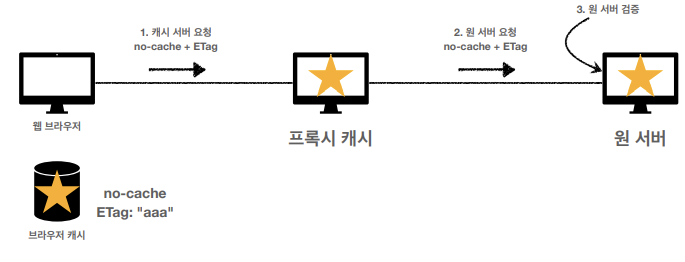 3. 원 서버 검증
1. 캐시 서버 요청
no-cache + ETag
2. 원 서버 요청
no-cache + ETag
웹 브라우저
프록시 캐시
원 서버
no-cache
ETag: "aaa"
브라우저 캐시